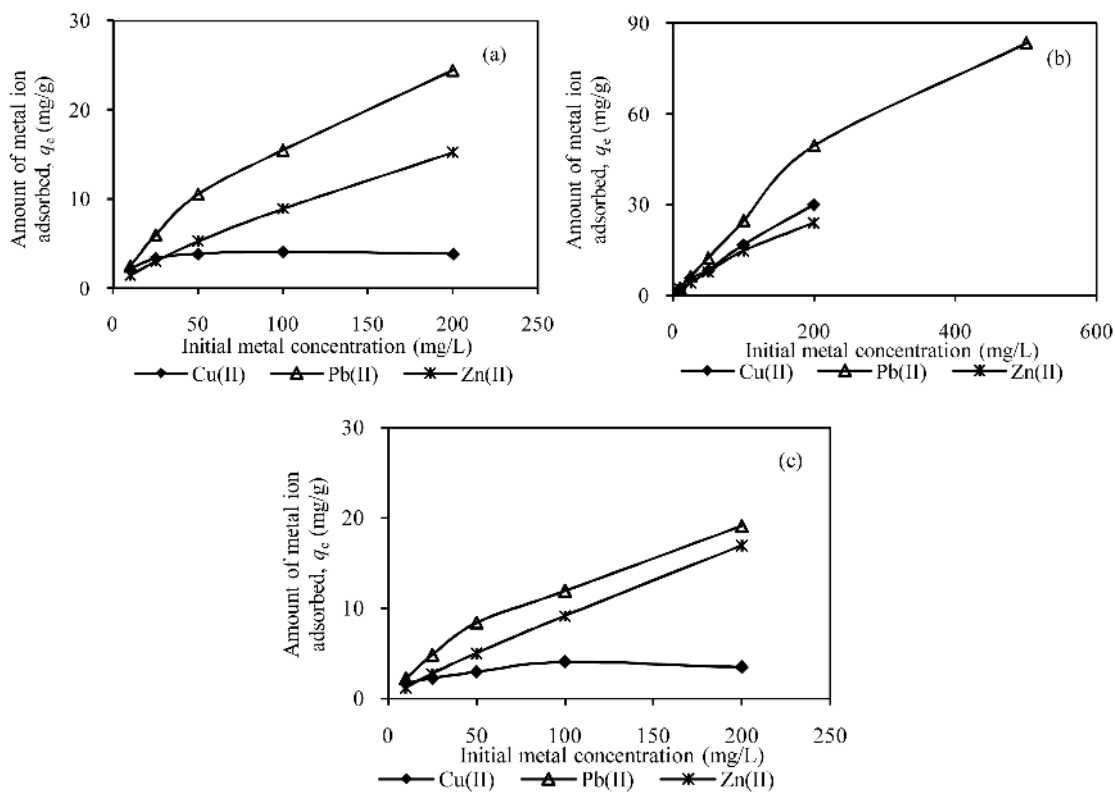 Amount of metal ion
adsorbed, qe (mg/g)
30
20
10
0
(a)
0 50 100 150 200 250
Initial metal concentration (mg/L)
Cu(II) Pb(II) Zn(II)
Amount of metal ion
adsorbed, qe (mg/g)
90
60
30
0
(b)
0 200 400 600
Initial metal concentration (mg/L)
Cu(II) Pb(II) Zn(II)
Amount of metal ion
adsorbed, qe (mg/g)
30
20
10
0
(c)
0 50 100 150 200 250
Initial metal concentration (mg/L)
Cu(II) Pb(II) Zn(II)